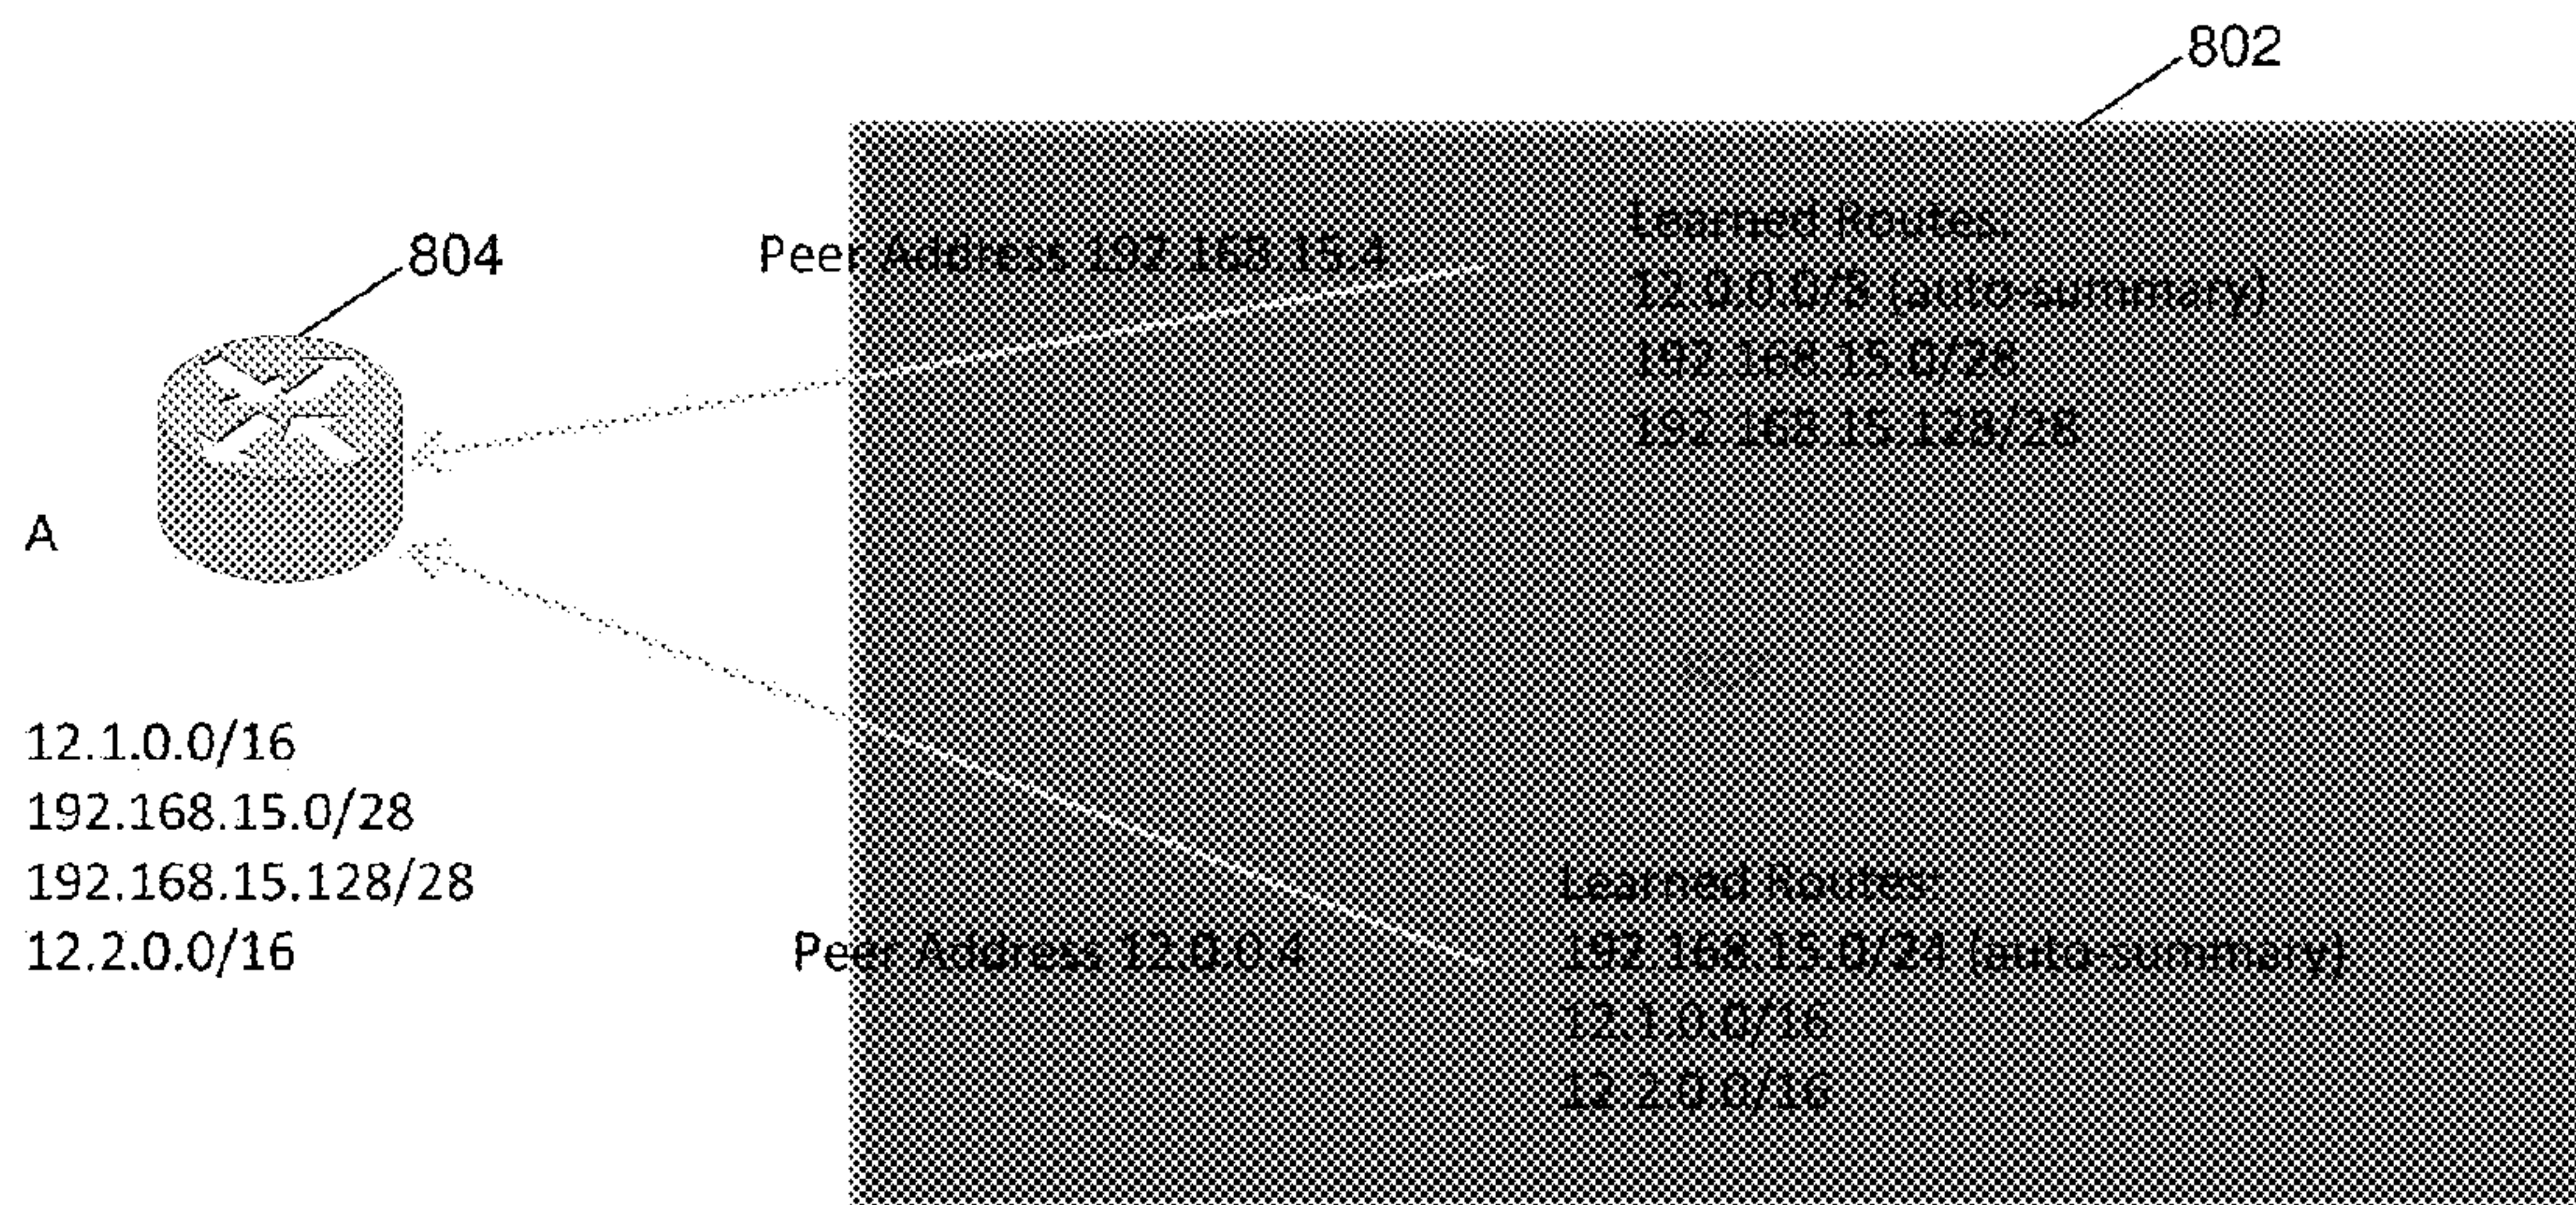 802
804
Peer Address 192.168.15.4
Learned Routes:
12.0.0.0/8 (auto-summary)
192.168.15.0/28
192.168.15.128/28
A
12.1.0.0/16
192.168.15.0/28
192.168.15.128/28
12.2.0.0/16
Peer Address 12.0.0.4
Learned Routes:
192.168.15.0/24 (auto-summary)
12.1.0.0/16
12.2.0.0/16